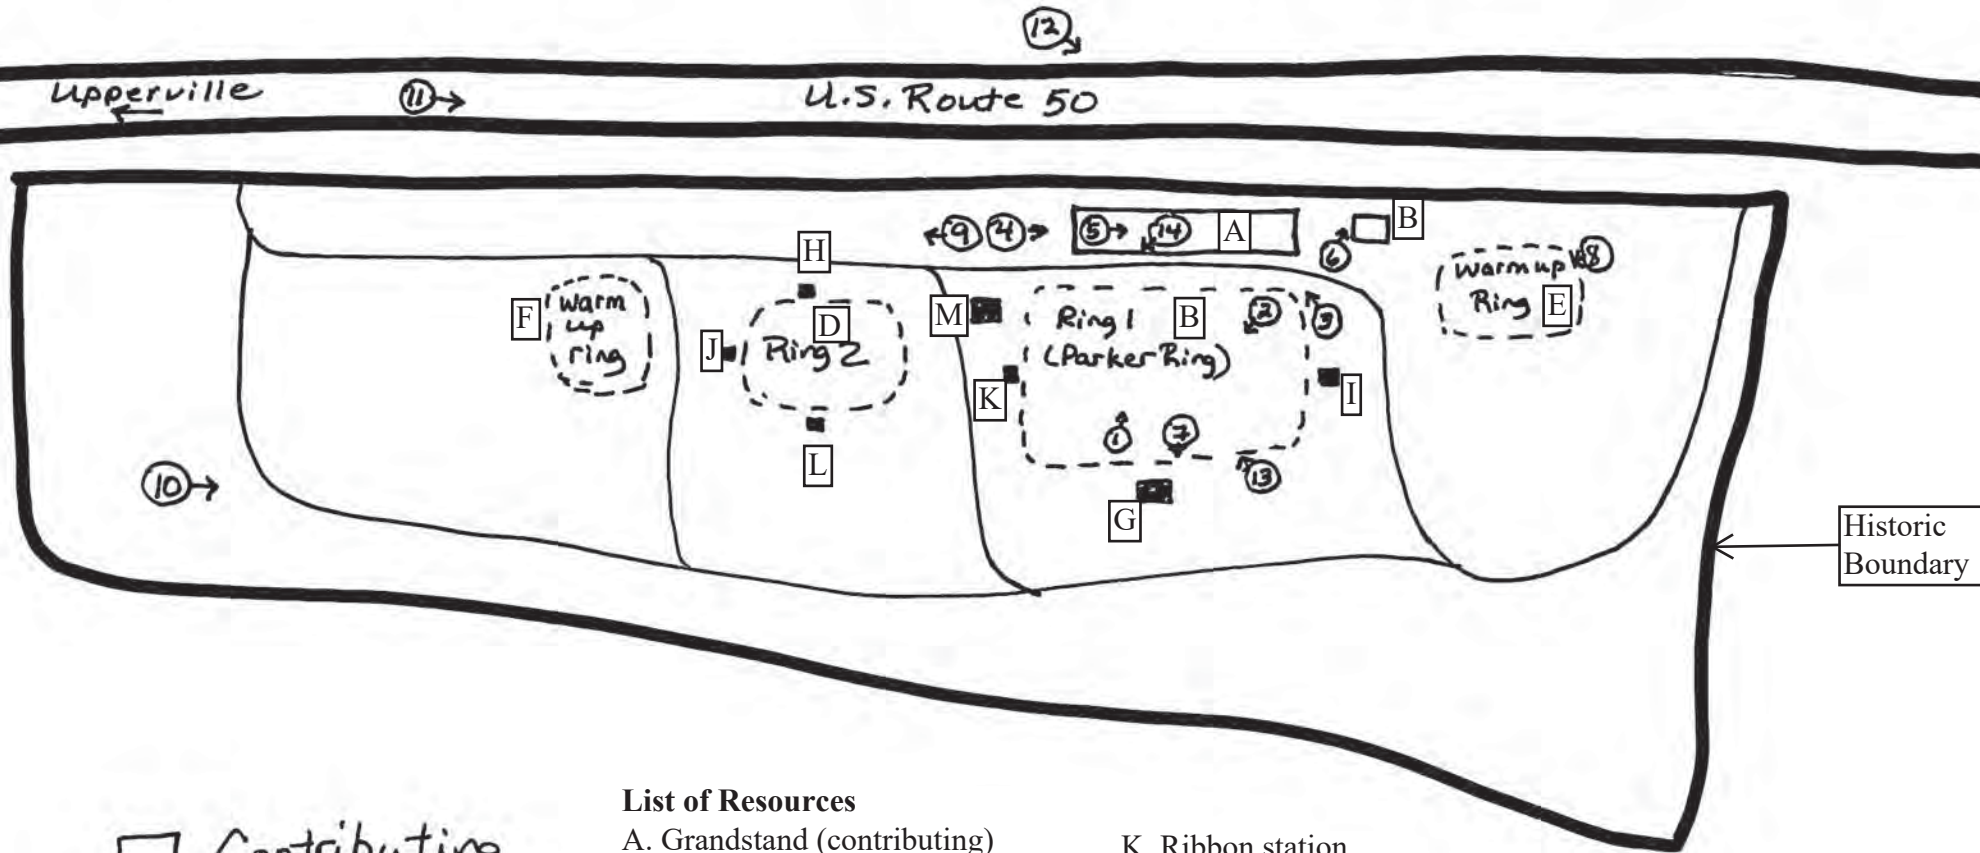 12
Upperville
11
U.S. Route 50
9 4 5 14 A
6
B
H
Warm up 8
Ring E
F
Warm
up
ring
D
J
Ring 2
M
Ring 1 B 2 3
(Parker Ring)
K
I
1 7
L
13
10
G
Historic
Boundary
List of Resources
Contributing
A. Grandstand (contributing)
K. Ribbon station